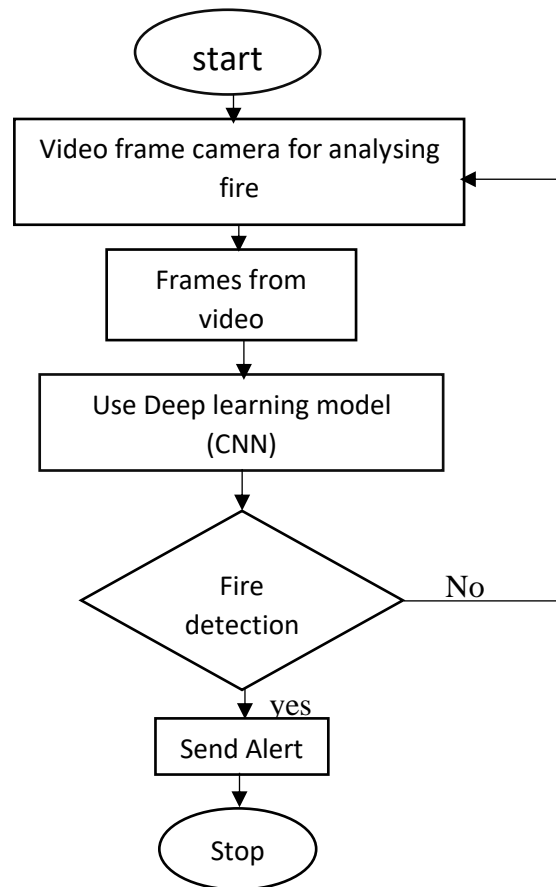 start
Video frame camera for analysing
fire
Frames from
video
Use Deep learning model
(CNN)
Fire
detection
No
yes
Send Alert
Stop